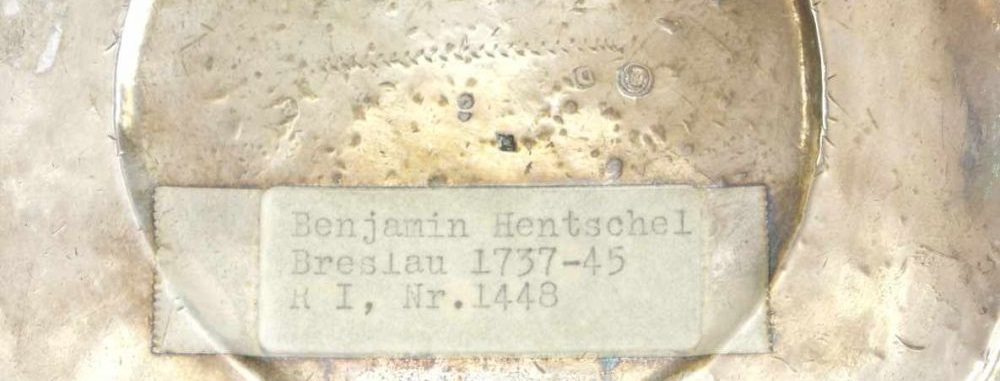 Benjamin Hentschel
Breslau 1737-45
R I, Nr.1448